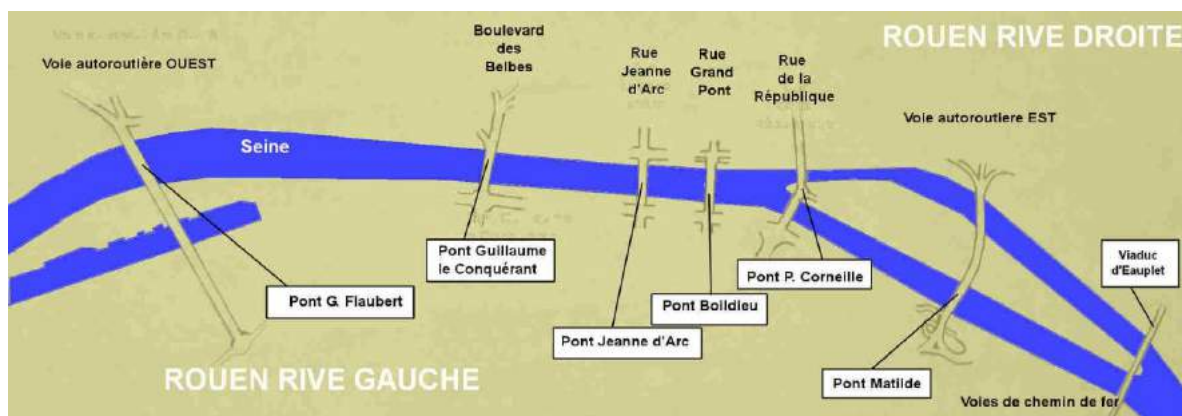 ROUEN RIVE DROITE
Boulevard
des
Belbes
Rue
Jeanne
d'Arc
Rue
Grand
Pont
Rue
de la
République
Voie autoroutière OUEST
Voie autoroutiere EST
Seine
Pont Guillaume
le Conquérant
Viaduc
d'Eauplet
Pont P. Corneille
Pont G. Flaubert
Pont Boildieu
Pont Jeanne d'Arc
ROUEN RIVE GAUCHE
Pont Matilde
Voies de chemin de fer